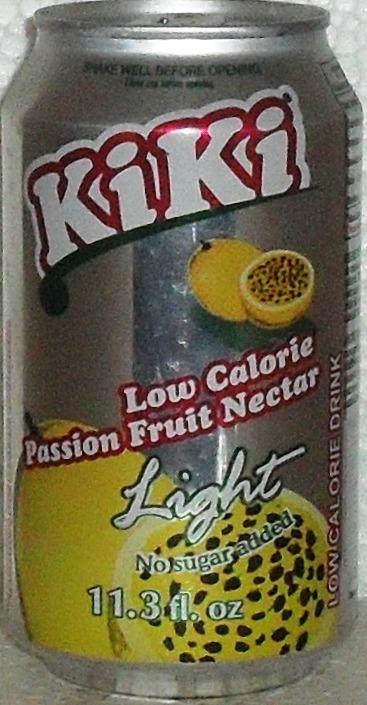 SHAKE WELL BEFORE OPENING.
KiKi
Low Calorie
Passion Fruit Nectar
Light
No sugar added
11.3 fl. oz
LOW CALORIE DRINK